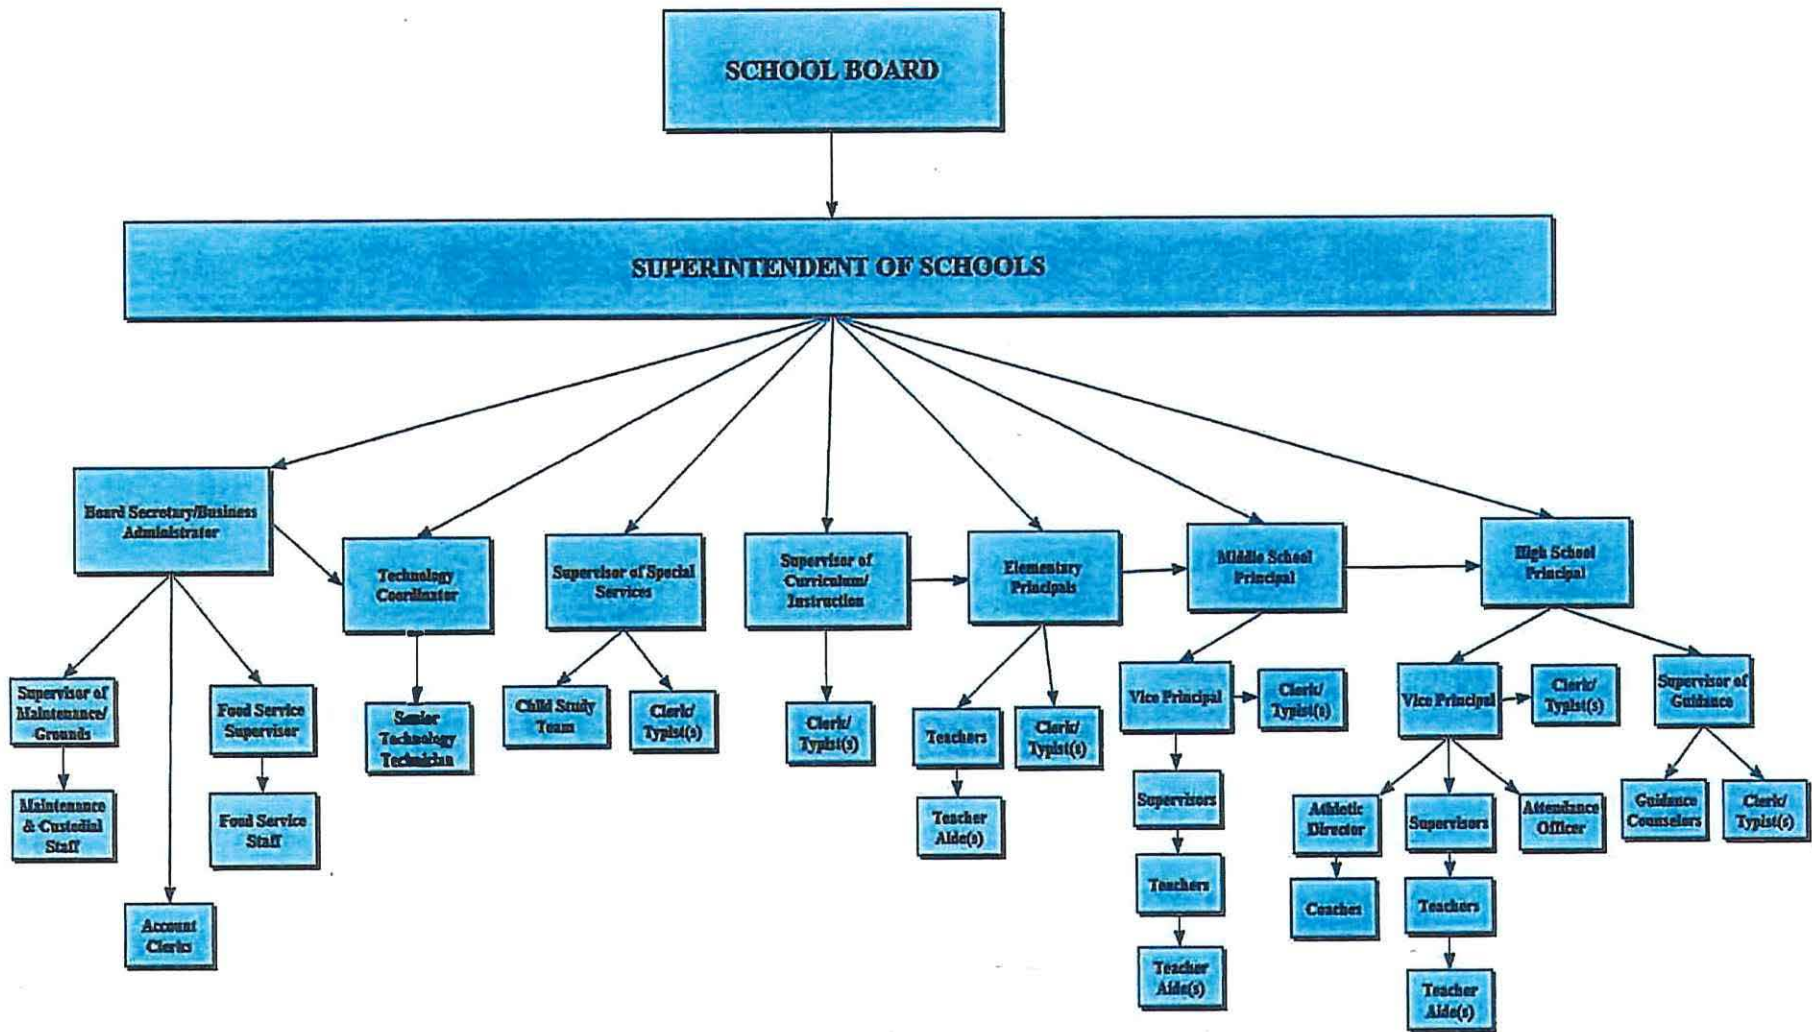 SCHOOL BOARD
SUPERINTENDENT OF SCHOOLS
Board Secretary/Business
Administrator
Technology
Coordinator
Supervisor of Special
Services
Supervisor of
Curriculum/
Instruction
Elementary
Principals
Middle School
Principal
High School
Principal
Supervisor of
Maintenance/
Grounds
Food Service
Supervisor
Senior
Technology
Technician
Child Study
Team
Clerk/
Typist(s)
Clerk/
Typist(s)
Teachers
Clerk/
Typist(s)
Vice Principal
Clerk/
Typist(s)
Vice Principal
Clerk/
Typist(s)
Supervisor of
Guidance
Maintenance
& Custodial
Staff
Food Service
Staff
Teacher
Aide(s)
Supervisors
Athletic
Director
Supervisors
Attendance
Officer
Guidance
Counselors
Clerk/
Typist(s)
Account
Clerks
Teachers
Coaches
Teachers
Teacher
Aide(s)
Teacher
Aide(s)